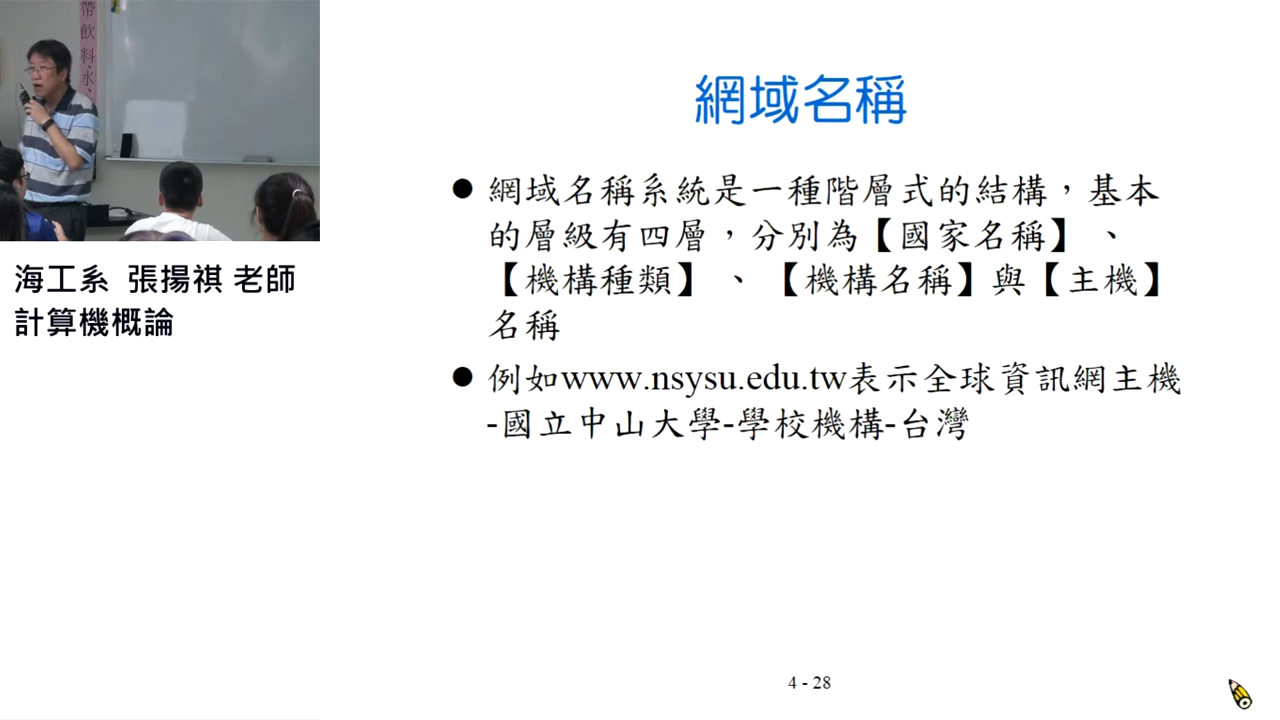 帶飲料、水、
網域名稱
海工系 張揚祺 老師
計算機概論
● 網域名稱系統是一種階層式的結構，基本
的層級有四層，分別為【國家名稱】、
【機構種類】、【機構名稱】與【主機】
名稱
● 例如www.nsysu.edu.tw表示全球資訊網主機
-國立中山大學-學校機構-台灣
4 - 28